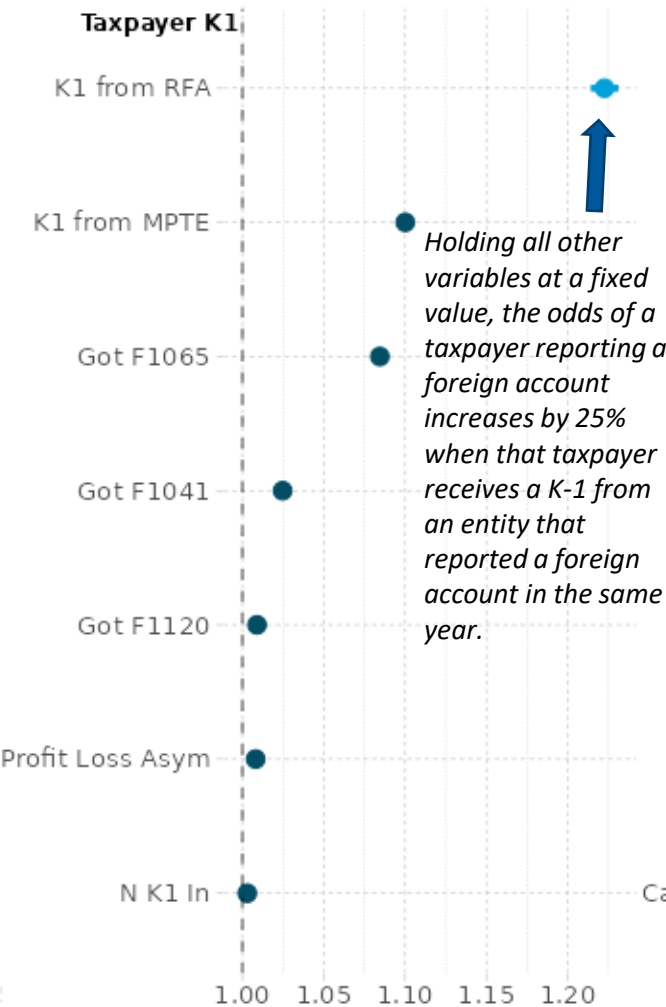 Taxpayer K1
K1 from RFA
K1 from MPTE
Holding all other
variables at a fixed
value, the odds of a
Got F1065
taxpayer reporting a
foreign account
increases by 25%
when that taxpayer
Got F1041
receives a K-1 from
an entity that
reported a foreign
account in the same
Got F1120
year.
Profit Loss Asym
N K1 In
Ca
1.00 1.05 1.10 1.15 1.20